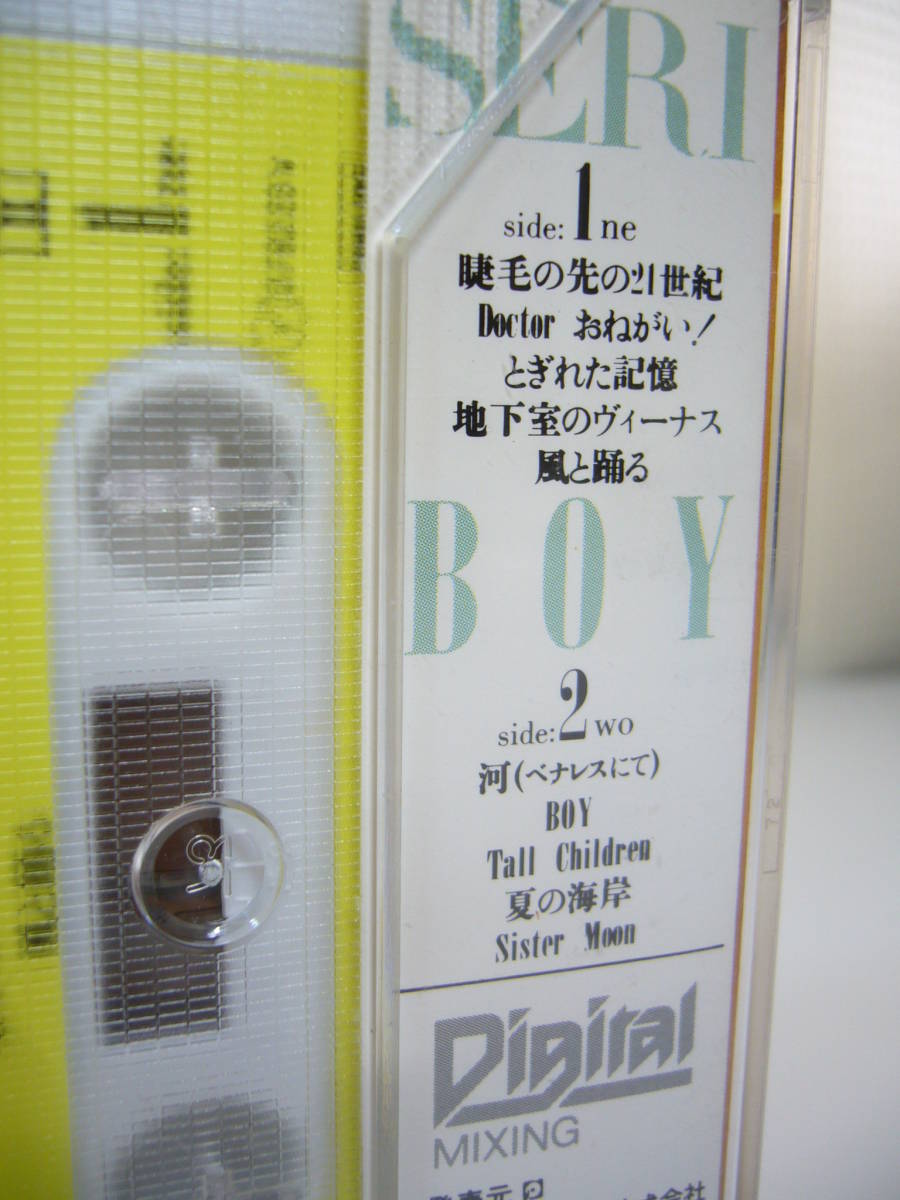 SERI
side: 1ne
睫毛の先の21世紀
Doctor おねがい!
とぎれた記憶
地下室のヴィーナス
風と踊る
BOY
side: 2wo
河(ベナレスにて)
BOY
Tall Children
夏の海岸
Sister Moon
Digital
MIXING